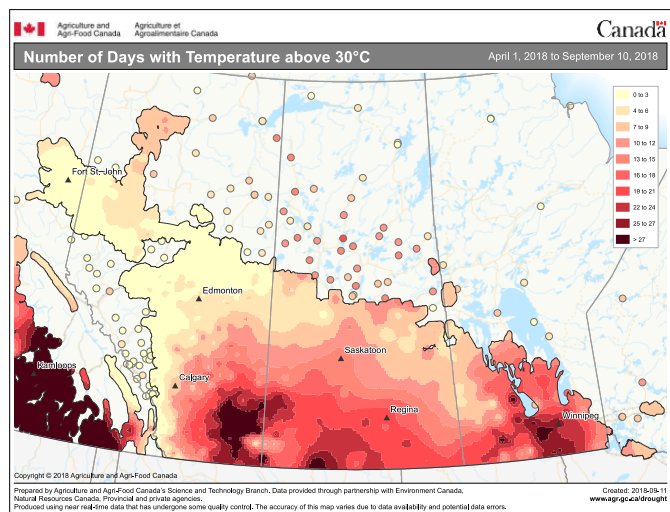 Agriculture and
Agri-Food Canada
Agriculture et
Agroalimentaire Canada
Canada
Number of Days with Temperature above 30°C
April 1, 2018 to September 10, 2018
0 to 3
4 to 6
7 to 9
10 to 12
13 to 15
16 to 18
19 to 21
22 to 24
25 to 27
> 27
Fort St. John
Edmonton
Saskatoon
Kamloops
Calgary
Regina
Winnipeg
Copyright © 2018 Agriculture and Agri-Food Canada
Prepared by Agriculture and Agri-Food Canada's Science and Technology Branch. Data provided through partnership with Environment Canada,
Natural Resources Canada, Provincial and private agencies.
Produced using near real-time data that has undergone some quality control. The accuracy of this map varies due to data availability and potential data errors.
Created: 2018-09-11
www.agr.gc.ca/drought